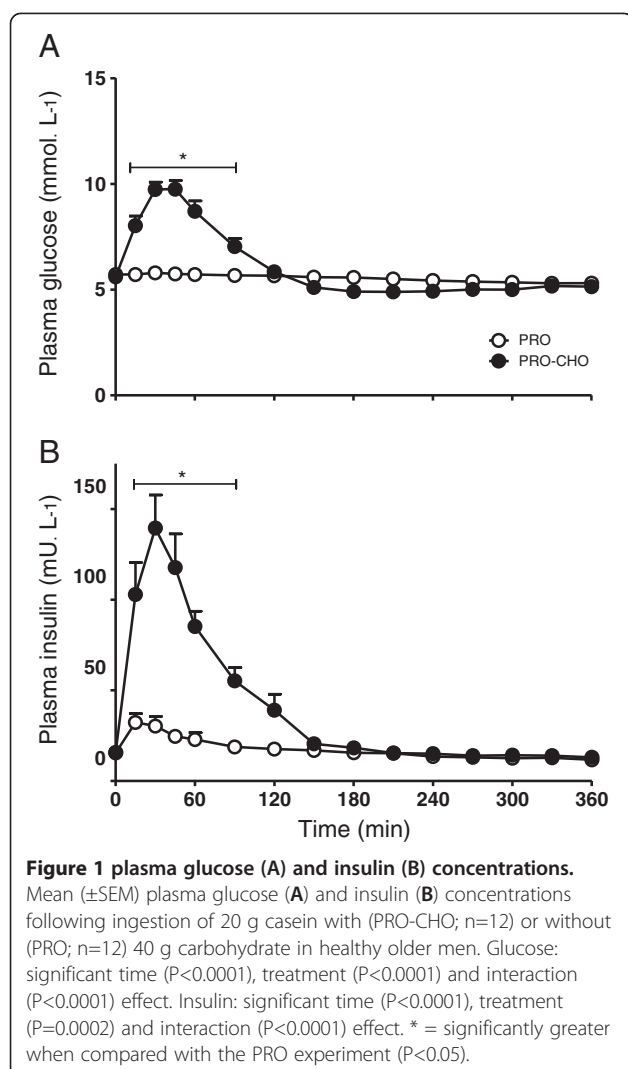 A
15
10
5
0
Plasma glucose (mmol. L-1)
*
PRO
PRO-CHO
B
150
100
50
0
Plasma insulin (mU. L-1)
*
0 60 120 180 240 300 360
Time (min)
Figure 1 plasma glucose (A) and insulin (B) concentrations.
Mean (±SEM) plasma glucose (A) and insulin (B) concentrations
following ingestion of 20 g casein with (PRO-CHO; n=12) or without
(PRO; n=12) 40 g carbohydrate in healthy older men. Glucose:
significant time (P<0.0001), treatment (P<0.0001) and interaction
(P<0.0001) effect. Insulin: significant time (P<0.0001), treatment
(P=0.0002) and interaction (P<0.0001) effect. * = significantly greater
when compared with the PRO experiment (P<0.05).